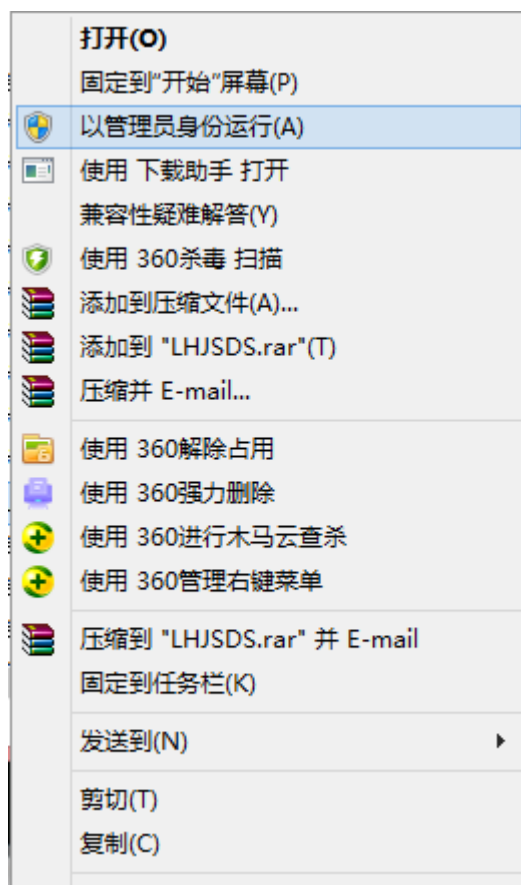 打开(O)
固定到"开始"屏幕(P)
以管理员身份运行(A)
使用 下载助手 打开
兼容性疑难解答(Y)
使用 360杀毒 扫描
添加到压缩文件(A)...
添加到 "LHJSDS.rar"(T)
压缩并 E-mail...
使用 360解除占用
使用 360强力删除
使用 360进行木马云查杀
使用 360管理右键菜单
压缩到 "LHJSDS.rar" 并 E-mail
固定到任务栏(K)
发送到(N)
剪切(T)
复制(C)